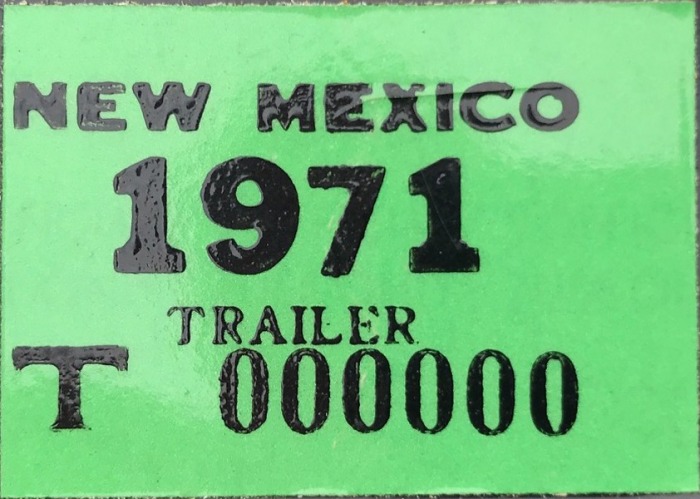 NEW MEXICO
1971
TRAILER
T 000000